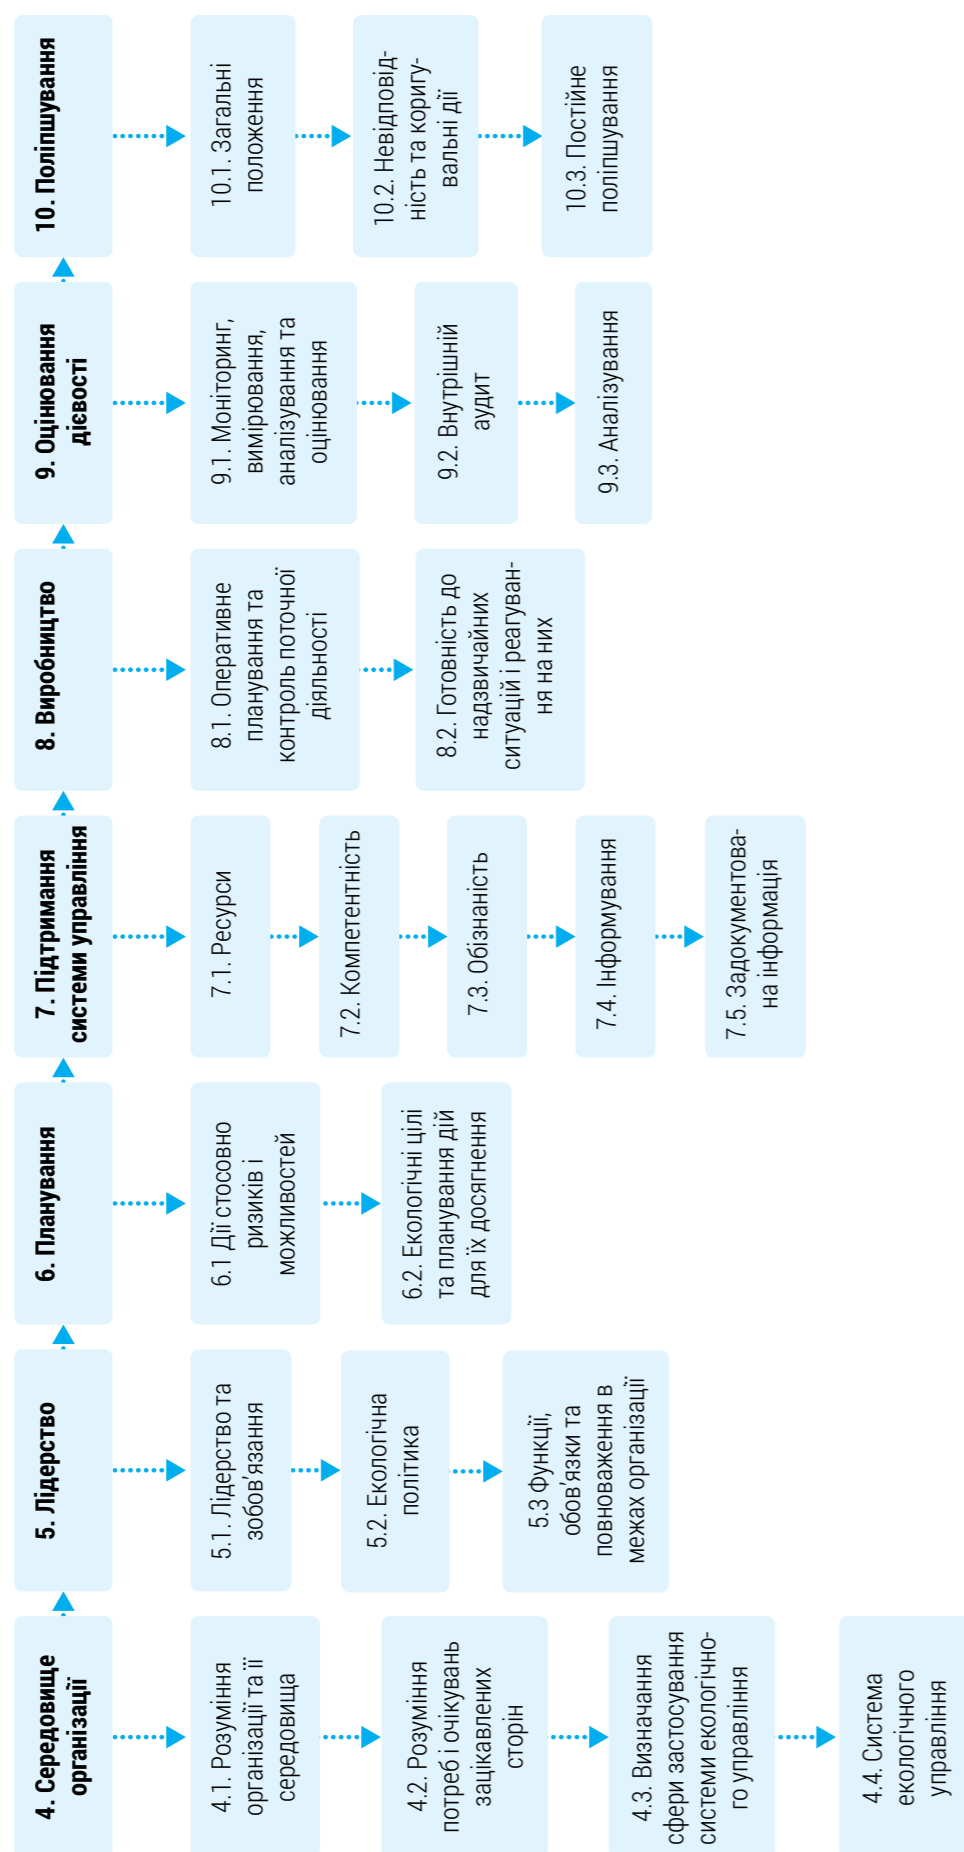 4. Середовище
організації
4.1. Розуміння
організації та її
середовища
4.2. Розуміння
потреб і очікувань
зацікавлених
сторін
4.3. Визначання
сфери застосування
системи екологічно-
го управління
4.4. Система
екологічного
управління
5. Лідерство
5.1. Лідерство та
зобов’язання
5.2. Екологічна
політика
5.3 Функції,
обов’язки та
повноваження в
межах організації
6. Планування
6.1 Дії стосовно
ризиків і
можливостей
6.2. Екологічні цілі
та планування дій
для їх досягнення
7. Підтримання
системи управління
7.1. Ресурси
7.2. Компетентність
7.3. Обізнаність
7.4. Інформування
7.5. Задокументова-
на інформація
8. Виробництво
8.1. Оперативне
планування та
контроль поточної
діяльності
8.2. Готовність до
надзвичайних
ситуацій і реагуван-
ня на них
9. Оцінювання
дієвості
9.1. Моніторинг,
вимірювання,
аналізування та
оцінювання
9.2. Внутрішній
аудит
9.3. Аналізування
10. Поліпшування
10.1. Загальні
положення
10.2. Невідповід-
ність та коригу-
вальні дії
10.3. Постійне
поліпшування